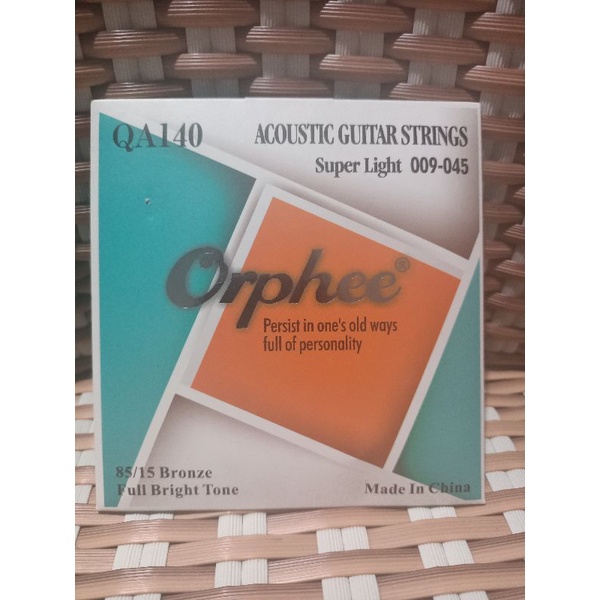 QA140
ACOUSTIC GUITAR STRINGS
Super Light 009-045
Orphee®
Persist in one's old ways
full of personality
85/15 Bronze
Full Bright Tone
Made In China